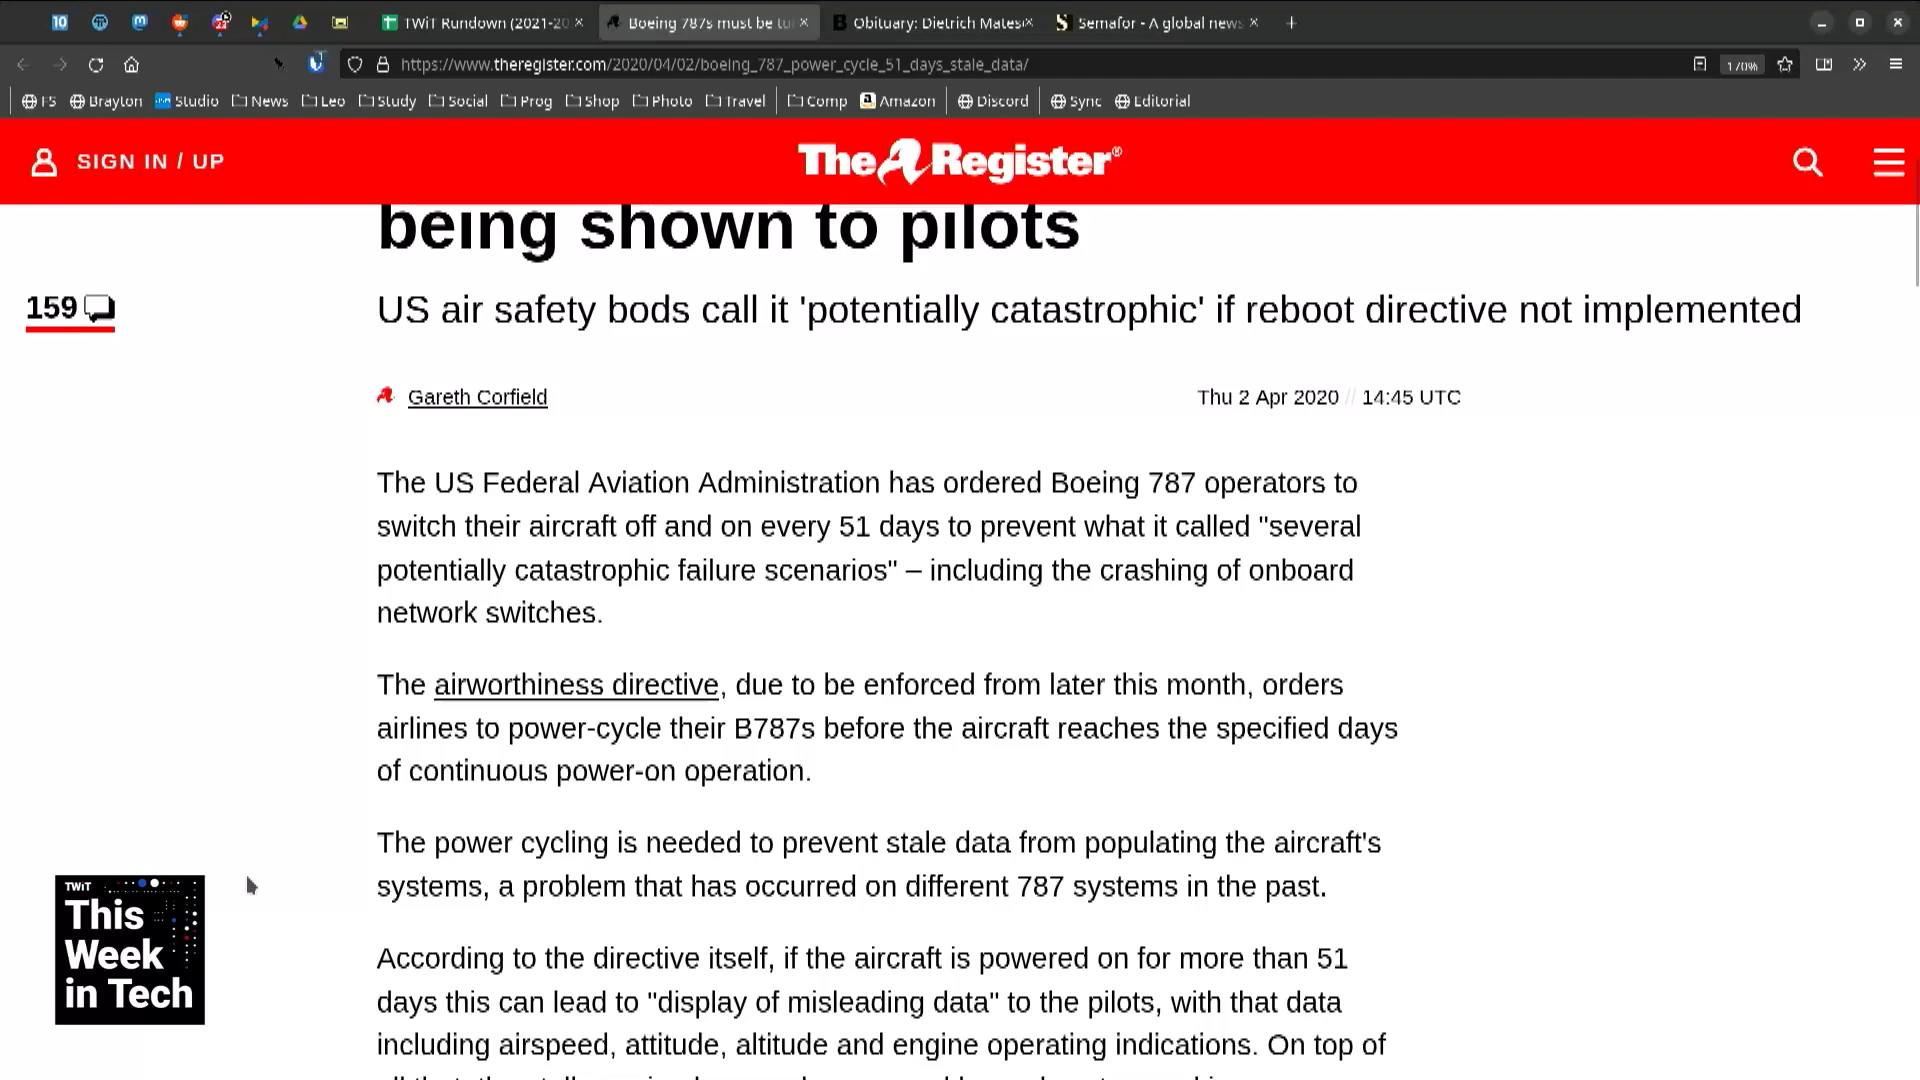 10
TWiT Rundown (2021-20
Boeing 787s must be tu
Obituary: Dietrich Mates
Semafor - A global news
https://www.theregister.com/2020/04/02/boeing_787_power_cycle_51_days_stale_data/
170%
FS Brayton Studio News Leo Study Social Prog Shop Photo Travel Comp Amazon Discord Sync Editorial
SIGN IN / UP
The Register®
being shown to pilots
159
US air safety bods call it 'potentially catastrophic' if reboot directive not implemented
Gareth Corfield
Thu 2 Apr 2020 // 14:45 UTC
The US Federal Aviation Administration has ordered Boeing 787 operators to
switch their aircraft off and on every 51 days to prevent what it called "several
potentially catastrophic failure scenarios" – including the crashing of onboard
network switches.
The airworthiness directive, due to be enforced from later this month, orders
airlines to power-cycle their B787s before the aircraft reaches the specified days
of continuous power-on operation.
The power cycling is needed to prevent stale data from populating the aircraft's
systems, a problem that has occurred on different 787 systems in the past.
According to the directive itself, if the aircraft is powered on for more than 51
days this can lead to "display of misleading data" to the pilots, with that data
including airspeed, attitude, altitude and engine operating indications. On top of
TWiT
This
Week
in Tech